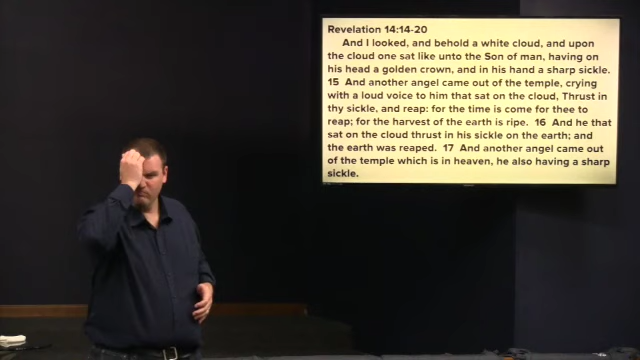 Revelation 14:14-20
And I looked, and behold a white cloud, and upon
the cloud one sat like unto the Son of man, having on
his head a golden crown, and in his hand a sharp sickle.
15 And another angel came out of the temple, crying
with a loud voice to him that sat on the cloud, Thrust in
thy sickle, and reap: for the time is come for thee to
reap; for the harvest of the earth is ripe. 16 And he that
sat on the cloud thrust in his sickle on the earth; and
the earth was reaped. 17 And another angel came out
of the temple which is in heaven, he also having a sharp
sickle.